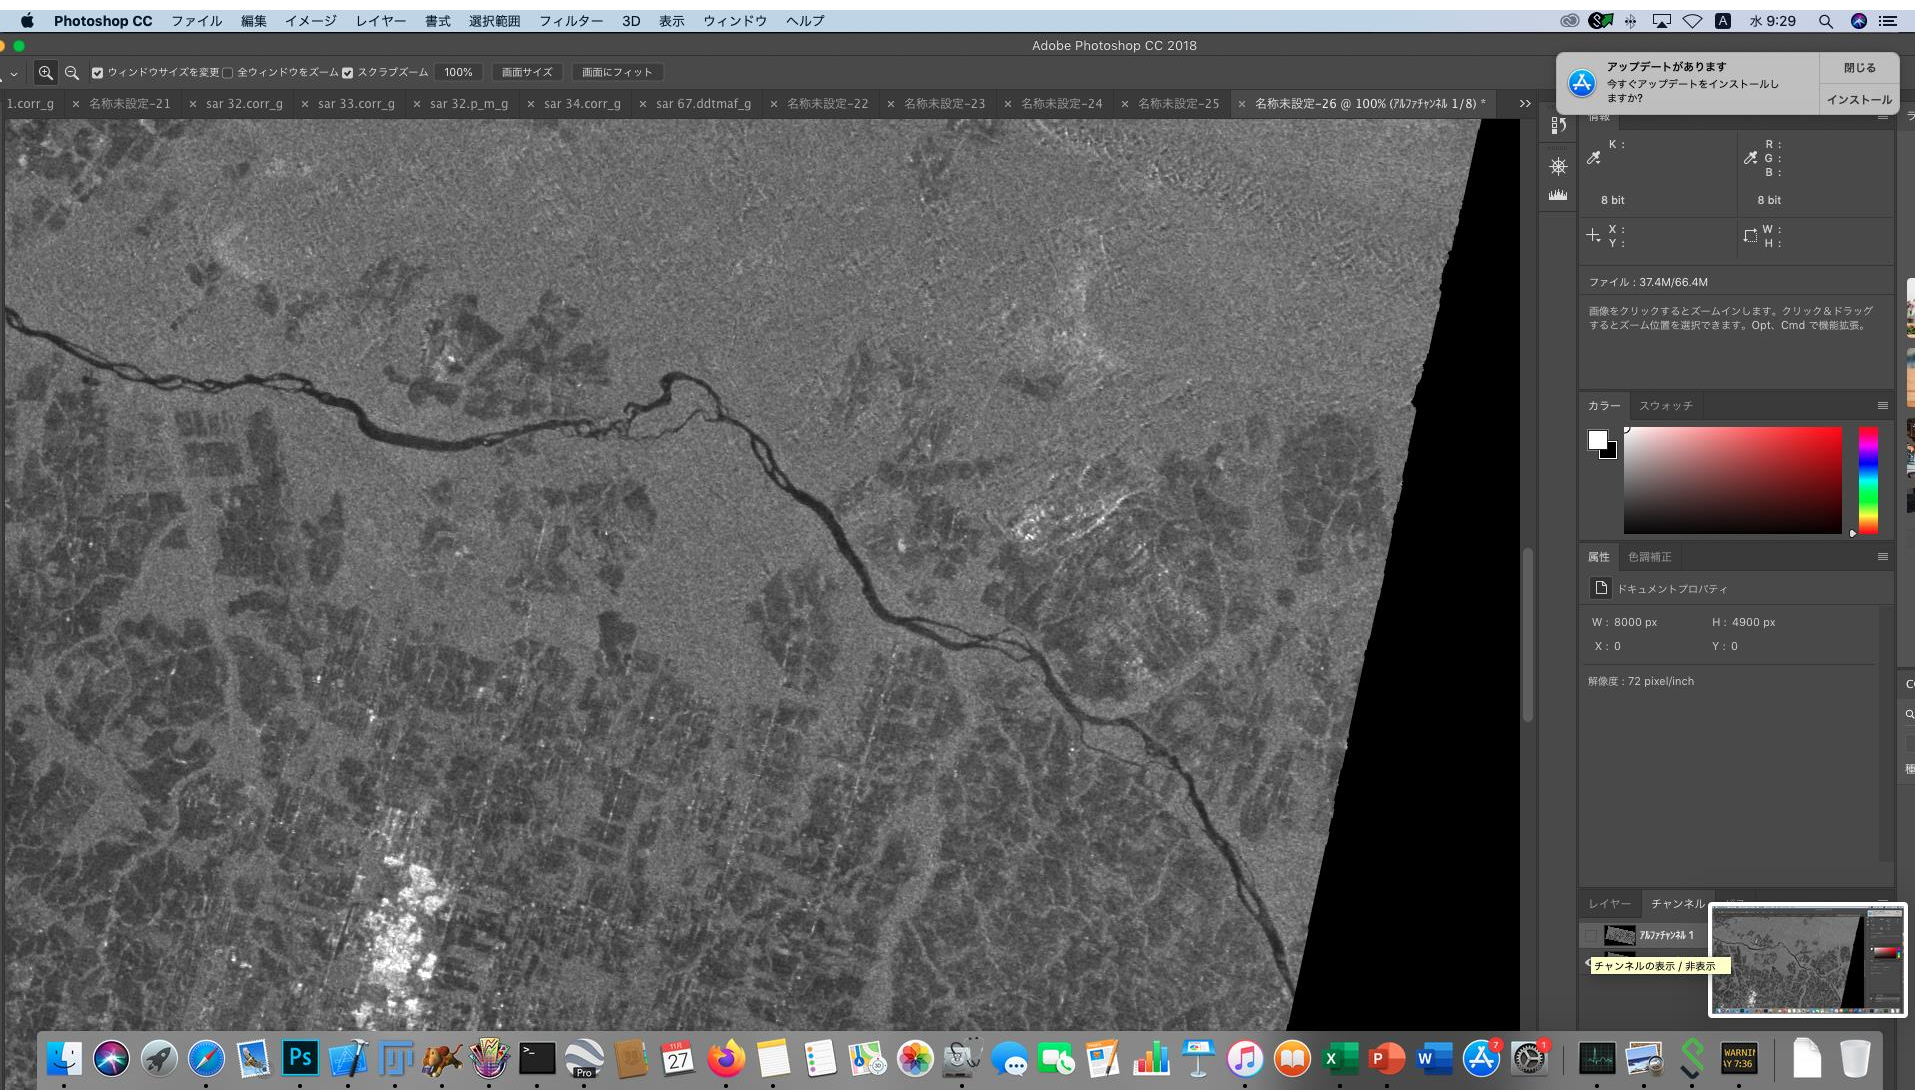 Photoshop CC ファイル 編集 イメージ レイヤー 書式 選択範囲 フィルター 3D 表示 ウィンドウ ヘルプ A 水 9:29
Adobe Photoshop CC 2018
ウィンドウサイズを変更 全ウィンドウをズーム スクラブズーム 100% 画面サイズ 画面にフィット
1.corr_g × 名称未設定-21 × sar 32.corr_g × sar 33.corr_g × sar 32.p_m_g × sar 34.corr_g × sar 67.ddtmaf_g × 名称未設定-22 × 名称未設定-23 × 名称未設定-24 × 名称未設定-25 × 名称未設定-26 @ 100% (ｱﾙﾌｧﾁｬﾝﾈﾙ 1/8) * >>
アップデートがあります
今すぐアップデートをインストールし
ますか?
閉じる
インストール
情報
K :
R :
G :
B :
8 bit
8 bit
X :
Y :
W :
H :
ファイル : 37.4M/66.4M
画像をクリックするとズームインします。クリック＆ドラッグ
するとズーム位置を選択できます。Opt、Cmd で機能拡張。
カラー スウォッチ
属性 色調補正
ドキュメントプロパティ
W : 8000 px H : 4900 px
X : 0 Y : 0
解像度 : 72 pixel/inch
レイヤー チャンネル
ｱﾙﾌｧﾁｬﾝﾈﾙ 1
チャンネルの表示 / 非表示
Ps
Pro
11月
27
X
P
W
7
1
WARNIN
AY 7:36